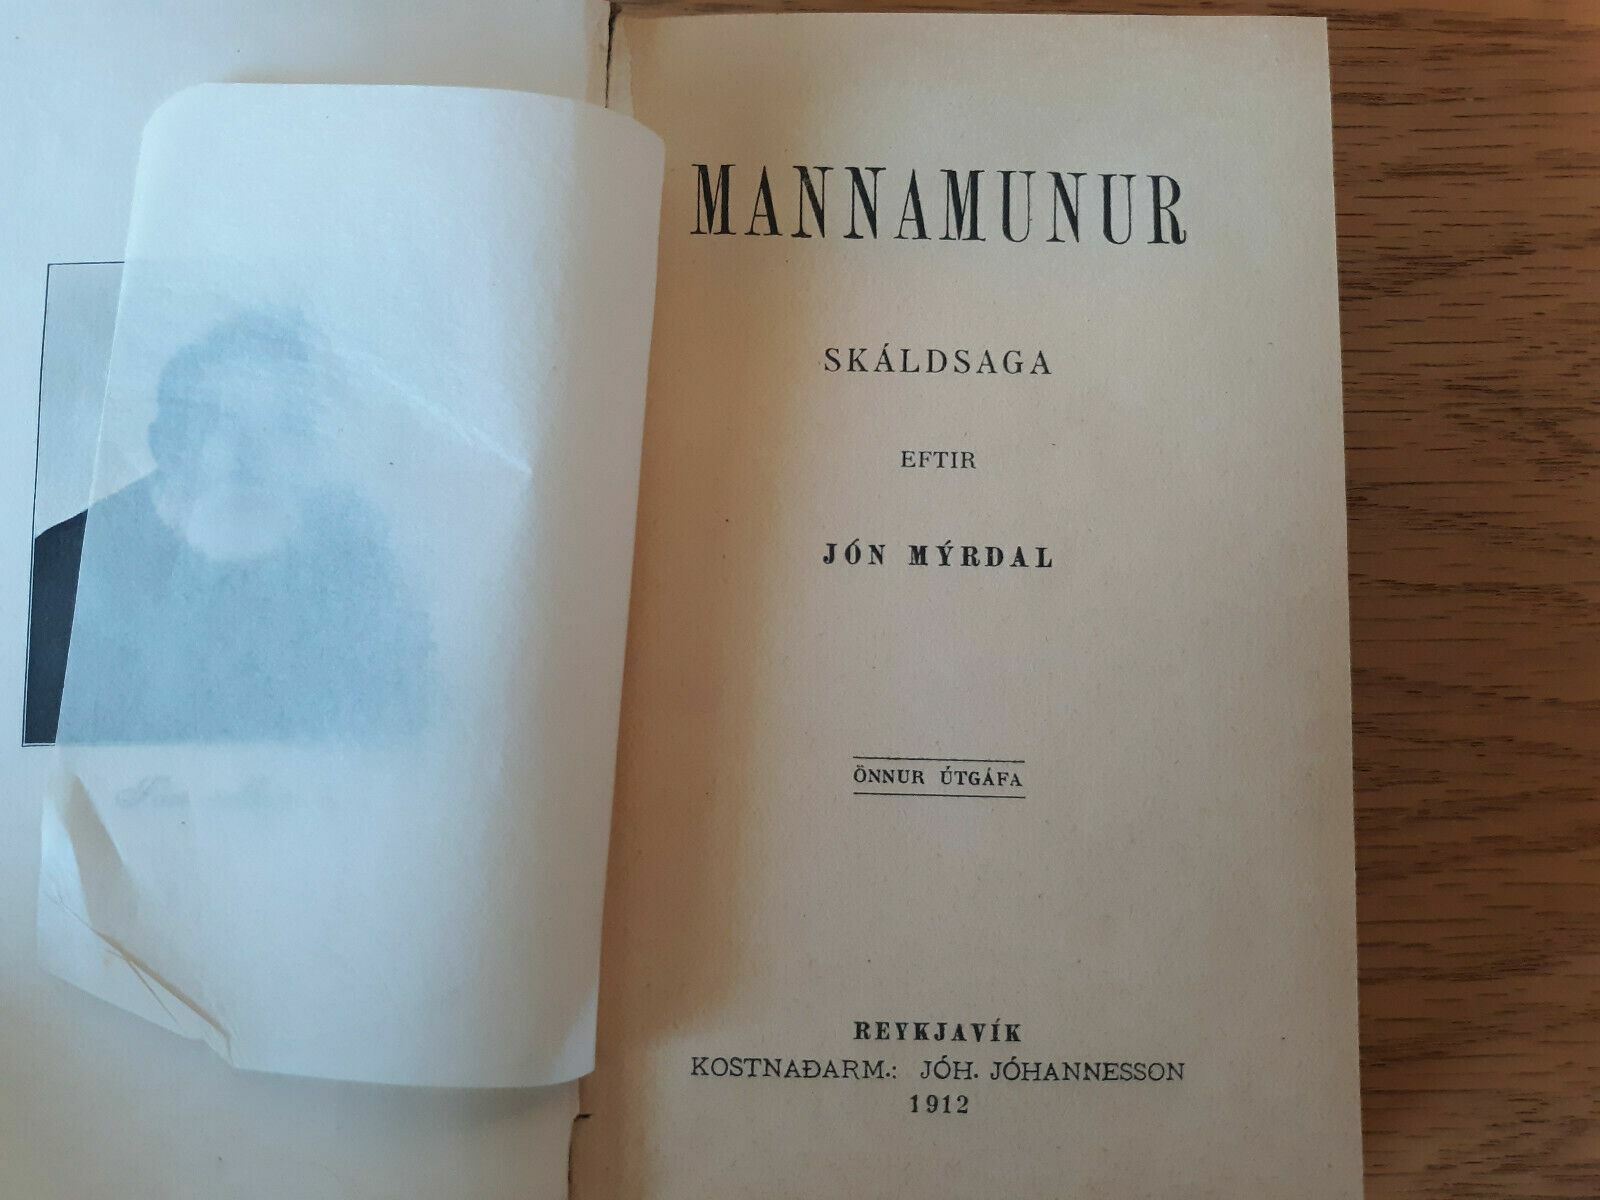 MANNAMUNUR
SKÁLDSAGA
EFTIR
JÓN MÝRDAL
ÖNNUR ÚTGÁFA
REYKJAVÍK
KOSTNAÐARM.: JÓH. JÓHANNESSON
1912